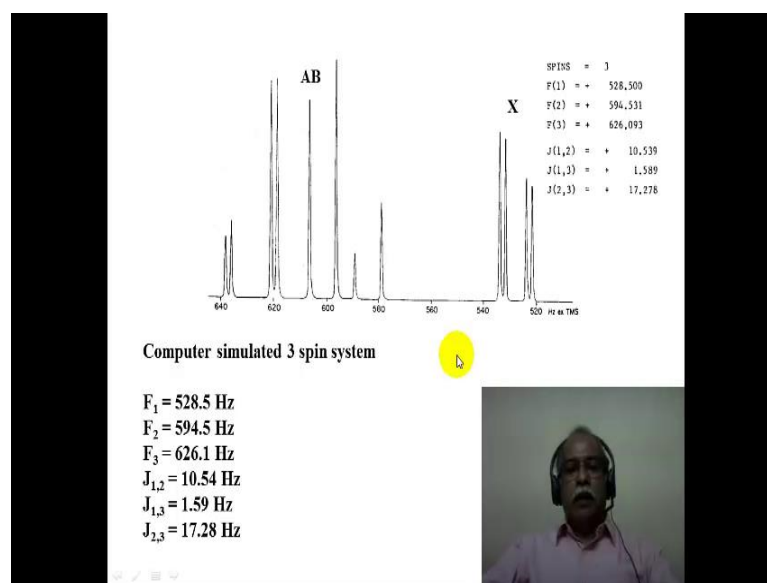 SPINS = 3
F(1) = + 528.500
F(2) = + 594.531
F(3) = + 626.093
J(1,2) = + 10.539
J(1,3) = + 1.589
J(2,3) = + 17.278
AB
X
640 620 600 580 560 540 520 Hz ex TMS
Computer simulated 3 spin system
F₁ = 528.5 Hz
F₂ = 594.5 Hz
F₃ = 626.1 Hz
J₁,₂ = 10.54 Hz
J₁,₃ = 1.59 Hz
J₂,₃ = 17.28 Hz